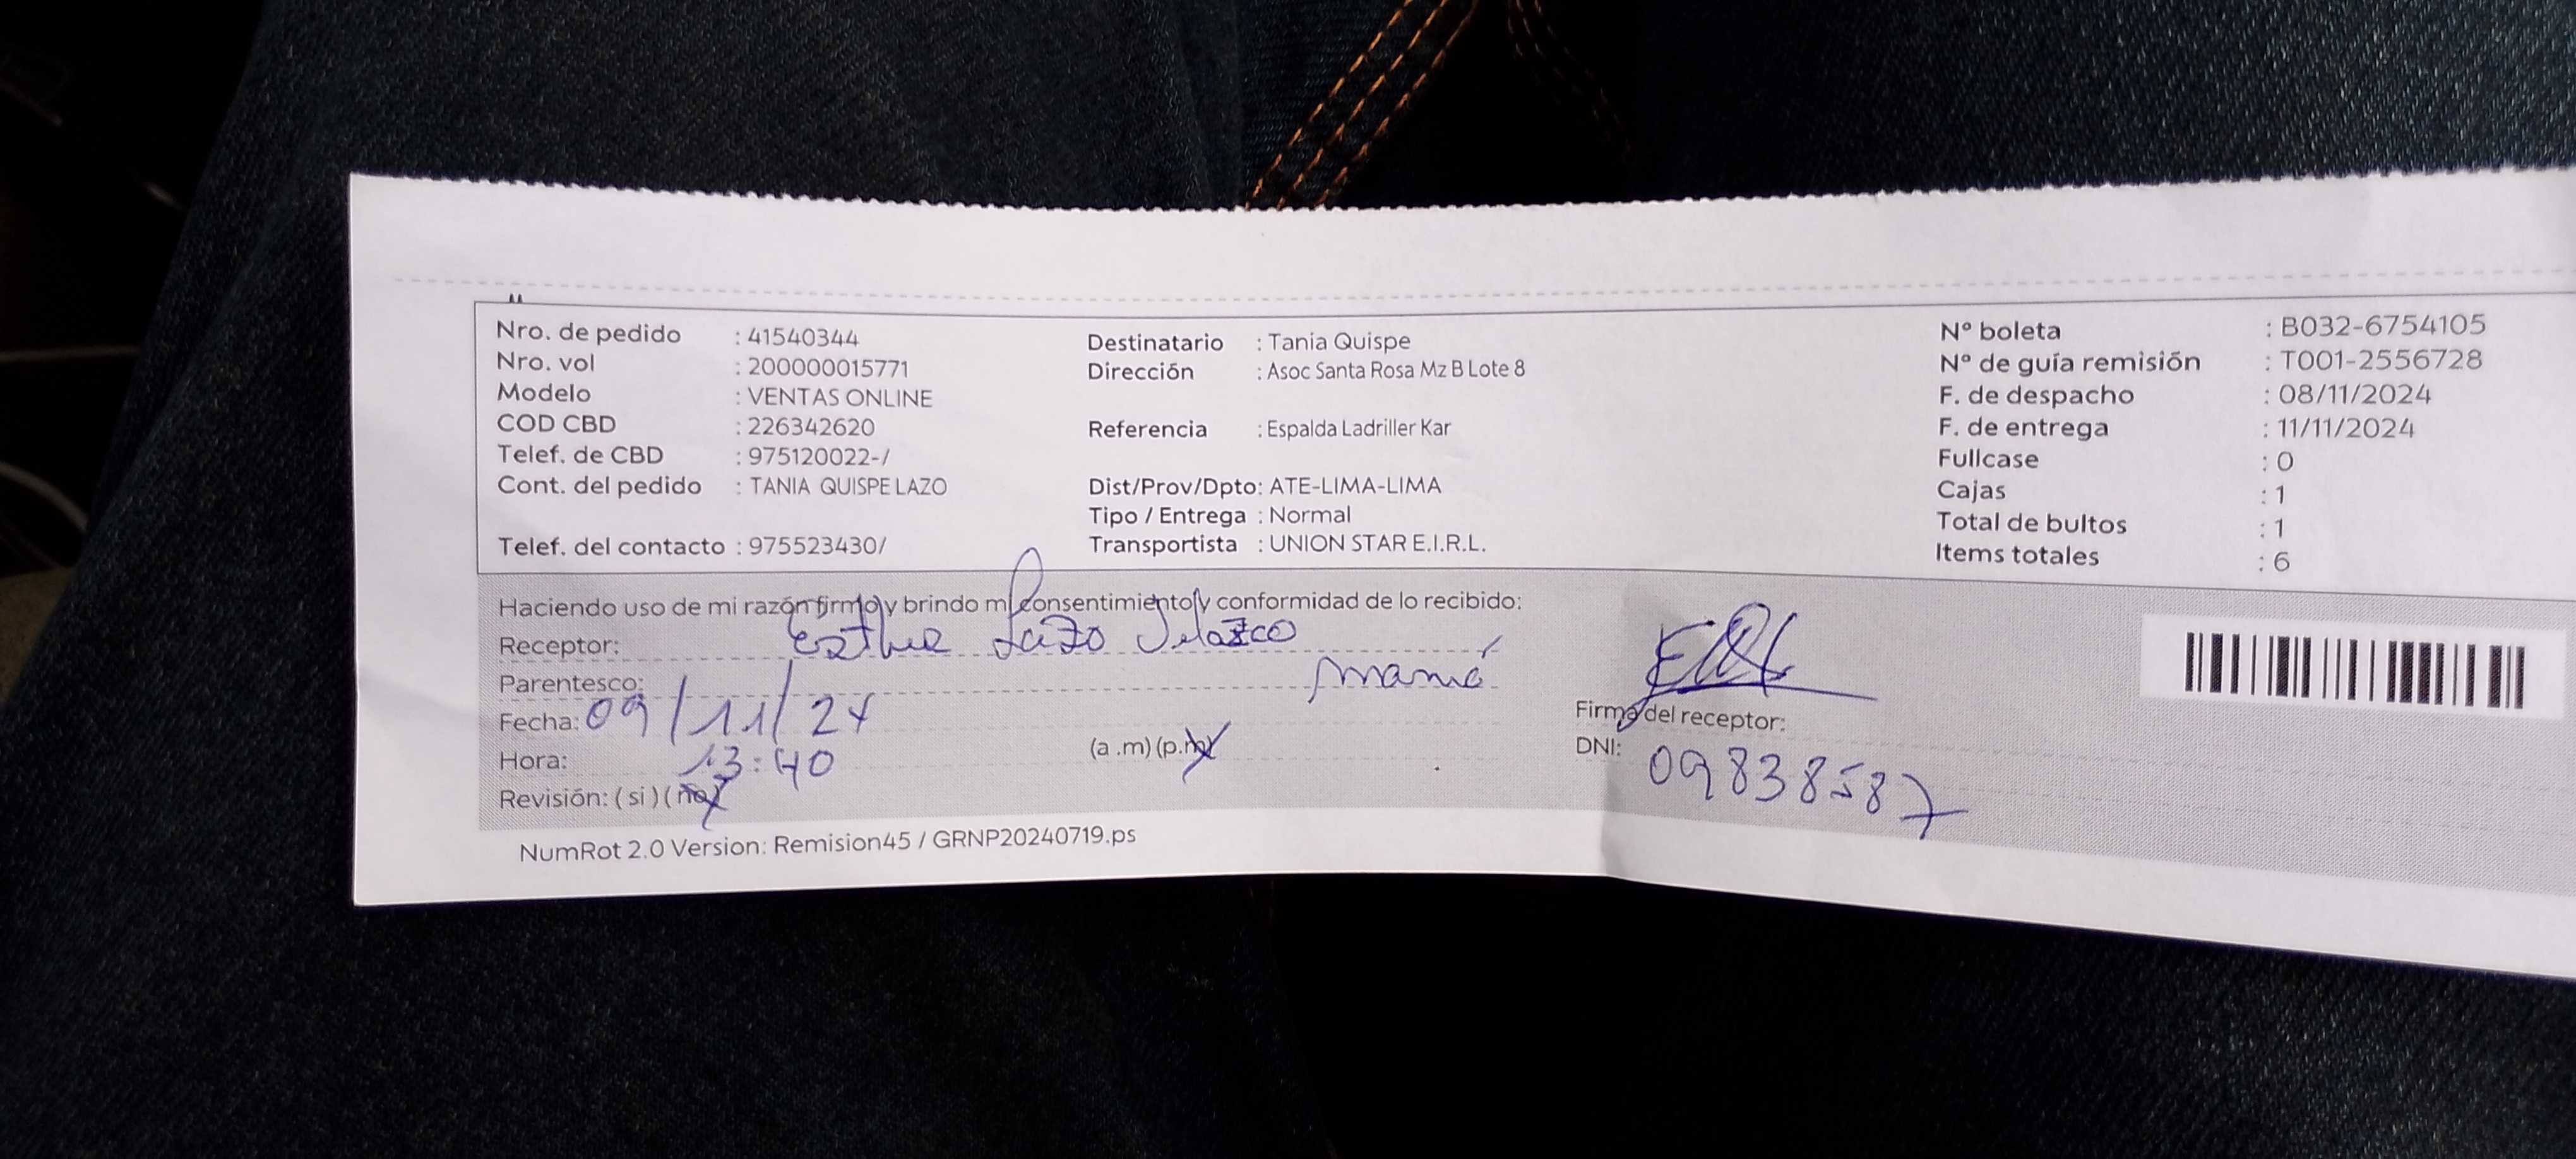 Nro. de pedido : 41540344
Nro. vol : 200000015771
Modelo : VENTAS ONLINE
COD CBD : 226342620
Telef. de CBD : 975120022-/
Cont. del pedido : TANIA QUISPE LAZO
Telef. del contacto : 975523430/
Destinatario : Tania Quispe
Dirección : Asoc Santa Rosa Mz B Lote 8
Referencia : Espalda Ladriller Kar
Dist/Prov/Dpto: ATE-LIMA-LIMA
Tipo / Entrega : Normal
Transportista : UNION STAR E.I.R.L.
Nº boleta : B032-6754105
Nº de guía remisión : T001-2556728
F. de despacho : 08/11/2024
F. de entrega : 11/11/2024
Fullcase : 0
Cajas : 1
Total de bultos : 1
Items totales : 6
Haciendo uso de mi razón firmo y brindo mi consentimiento y conformidad de lo recibido:
Receptor: Lazo
Parentesco: mamá
Fecha: 09/11/24
Hora: 13:40 (a .m) (p.m)
Revisión: ( si ) ( no )
Firma del receptor:
DNI: 09838587
NumRot 2.0 Version: Remision45 / GRNP20240719.ps